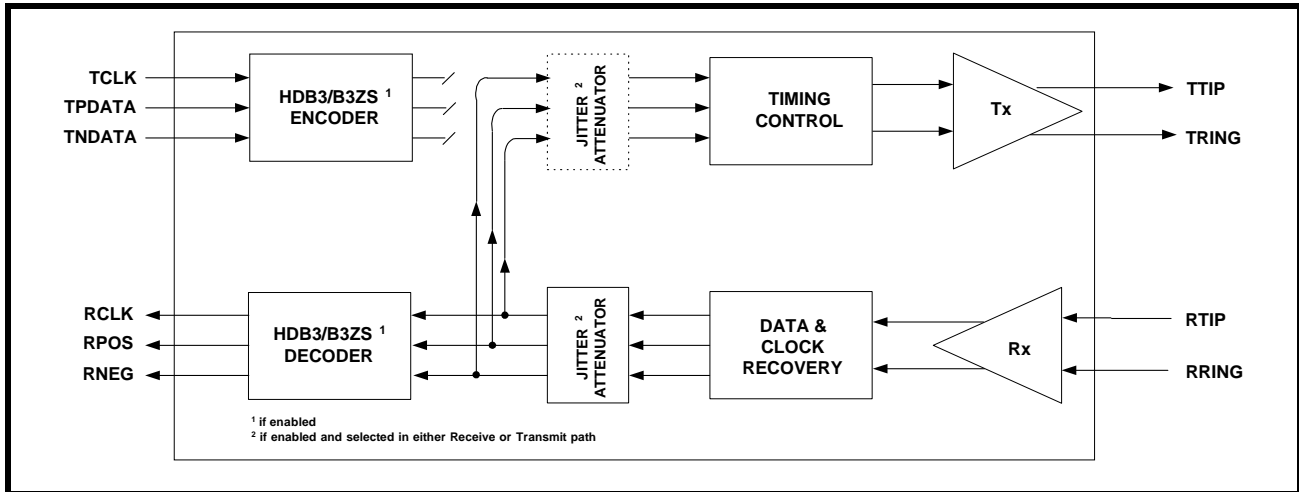 TCLK
TPDATA
TNDATA
HDB3/B3ZS 1
ENCODER
JITTER 2
ATTENUATOR
TIMING
CONTROL
Tx
TTIP
TRING
RCLK
RPOS
RNEG
HDB3/B3ZS 1
DECODER
JITTER 2
ATTENUATOR
DATA &
CLOCK
RECOVERY
Rx
RTIP
RRING
1 if enabled
2 if enabled and selected in either Receive or Transmit path